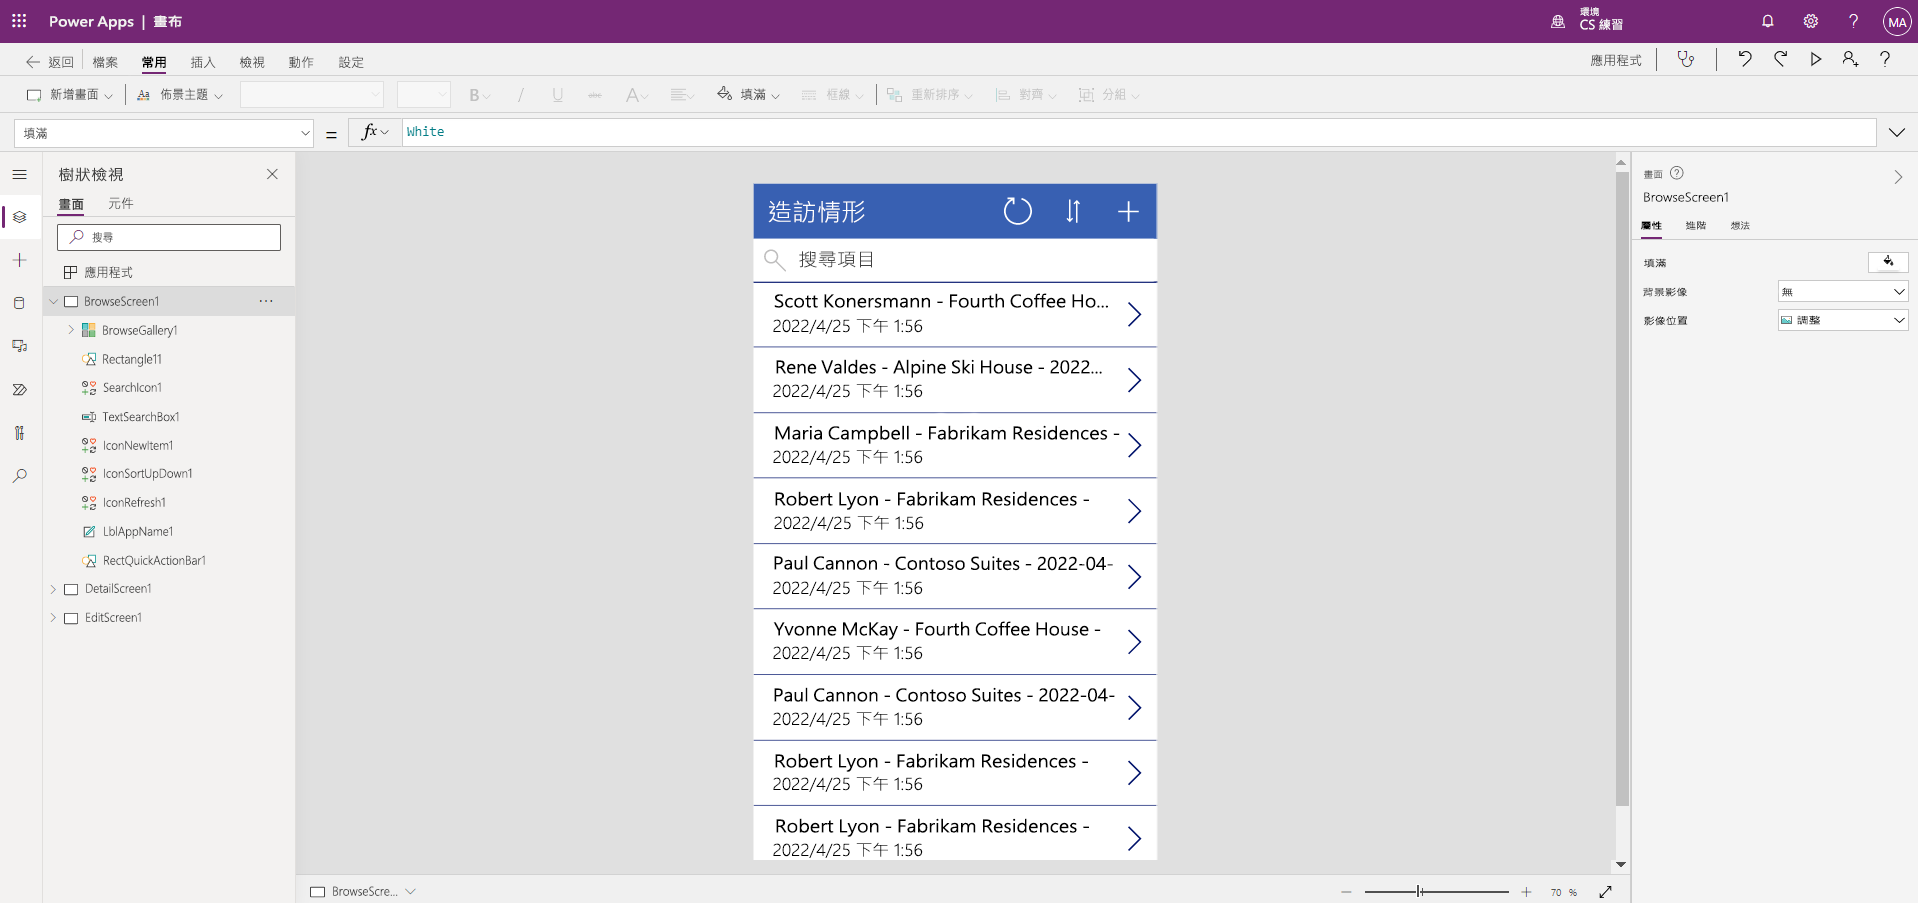 Power Apps | 畫布
環境
CS 練習
MA
返回 檔案 常用 插入 檢視 動作 設定
應用程式
新增畫面 佈景主題 B / U abc A 填滿 框線 重新排序 對齊 分組
填滿 = fx White
樹狀檢視
畫面 元件
搜尋
應用程式
BrowseScreen1 ...
BrowseGallery1
Rectangle11
SearchIcon1
TextSearchBox1
IconNewItem1
IconSortUpDown1
IconRefresh1
LblAppName1
RectQuickActionBar1
DetailScreen1
EditScreen1
造訪情形
搜尋項目
Scott Konersmann - Fourth Coffee Ho...
2022/4/25 下午 1:56
Rene Valdes - Alpine Ski House - 2022...
2022/4/25 下午 1:56
Maria Campbell - Fabrikam Residences -
2022/4/25 下午 1:56
Robert Lyon - Fabrikam Residences -
2022/4/25 下午 1:56
Paul Cannon - Contoso Suites - 2022-04-
2022/4/25 下午 1:56
Yvonne McKay - Fourth Coffee House -
2022/4/25 下午 1:56
Paul Cannon - Contoso Suites - 2022-04-
2022/4/25 下午 1:56
Robert Lyon - Fabrikam Residences -
2022/4/25 下午 1:56
Robert Lyon - Fabrikam Residences -
2022/4/25 下午 1:56
畫面
BrowseScreen1
屬性 進階 想法
填滿
背景影像 無
影像位置 調整
BrowseScre...
70 %